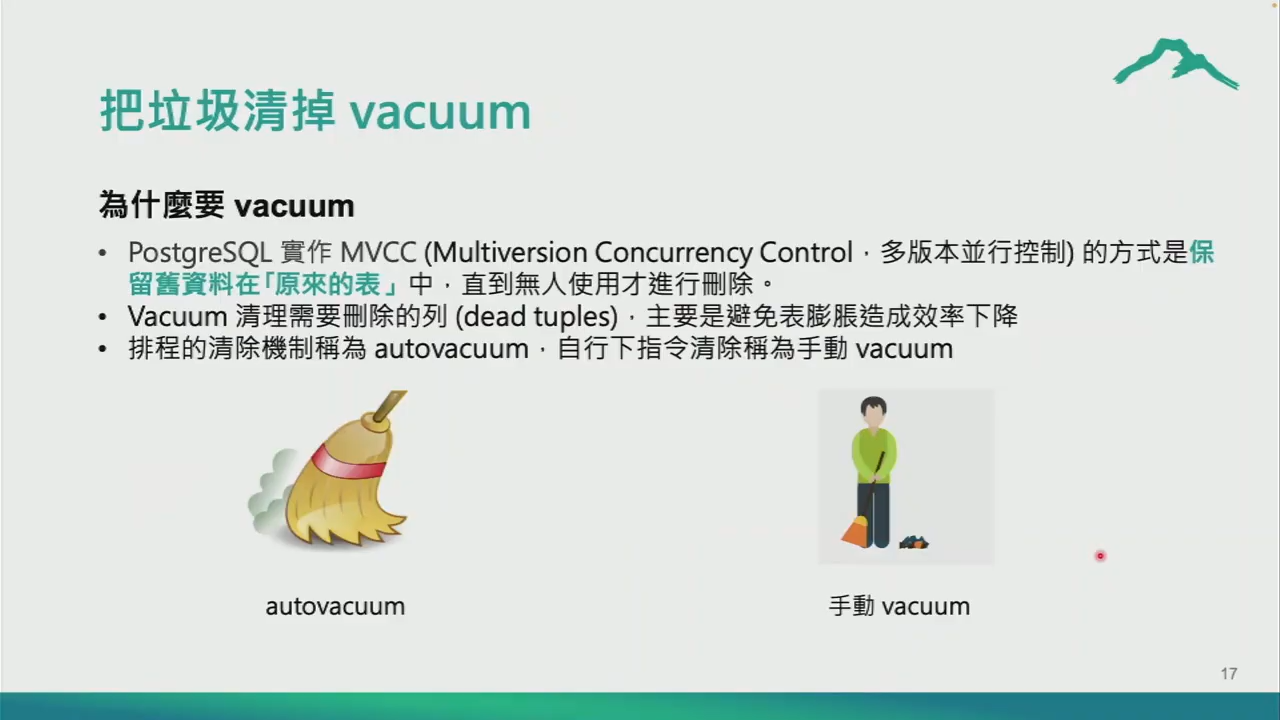 把垃圾清掉 vacuum
為什麼要 vacuum
• PostgreSQL 實作 MVCC (Multiversion Concurrency Control，多版本並行控制) 的方式是保
留舊資料在「原來的表」中，直到無人使用才進行刪除。
• Vacuum 清理需要刪除的列 (dead tuples)，主要是避免表膨脹造成效率下降
• 排程的清除機制稱為 autovacuum，自行下指令清除稱為手動 vacuum
autovacuum
手動 vacuum
17